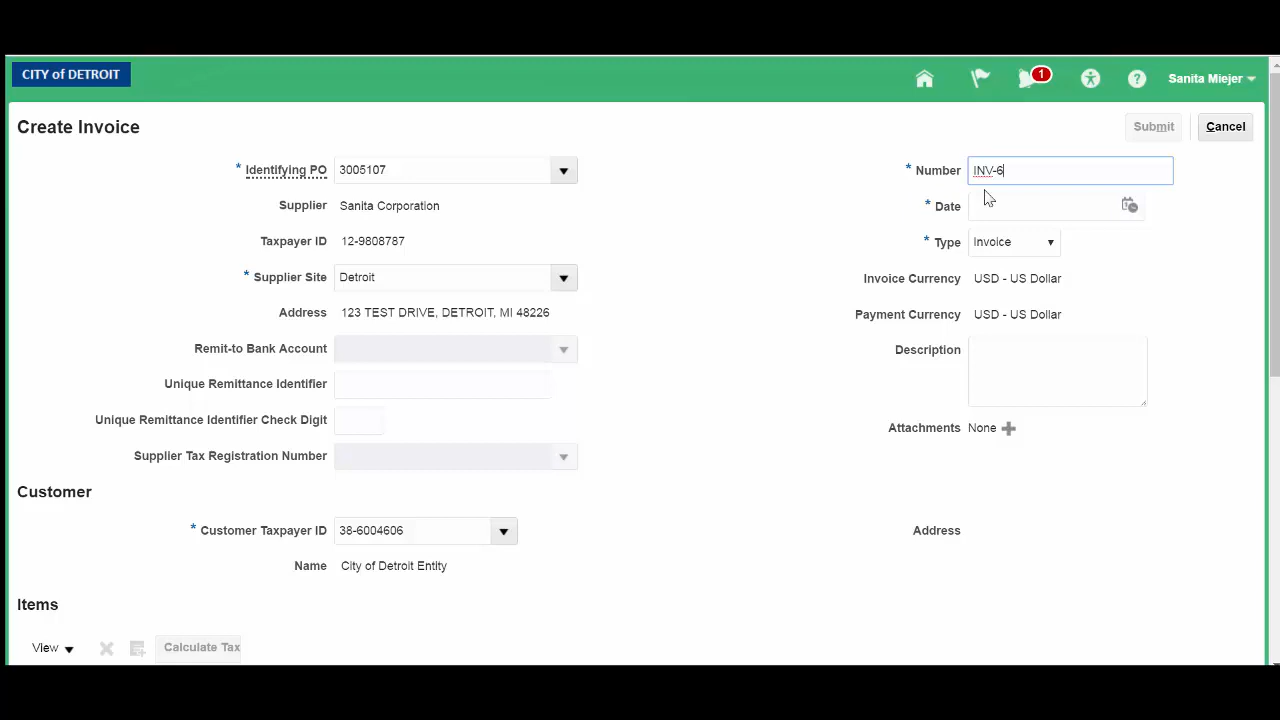 CITY of DETROIT
1
Sanita Miejer
Create Invoice
Submit
Cancel
* Identifying PO 3005107
Supplier Sanita Corporation
Taxpayer ID 12-9808787
* Supplier Site Detroit
Address 123 TEST DRIVE, DETROIT, MI 48226
Remit-to Bank Account
Unique Remittance Identifier
Unique Remittance Identifier Check Digit
Supplier Tax Registration Number
* Number INV-6
* Date
* Type Invoice
Invoice Currency USD - US Dollar
Payment Currency USD - US Dollar
Description
Attachments None
Customer
* Customer Taxpayer ID 38-6004606
Name City of Detroit Entity
Address
Items
View
Calculate Tax